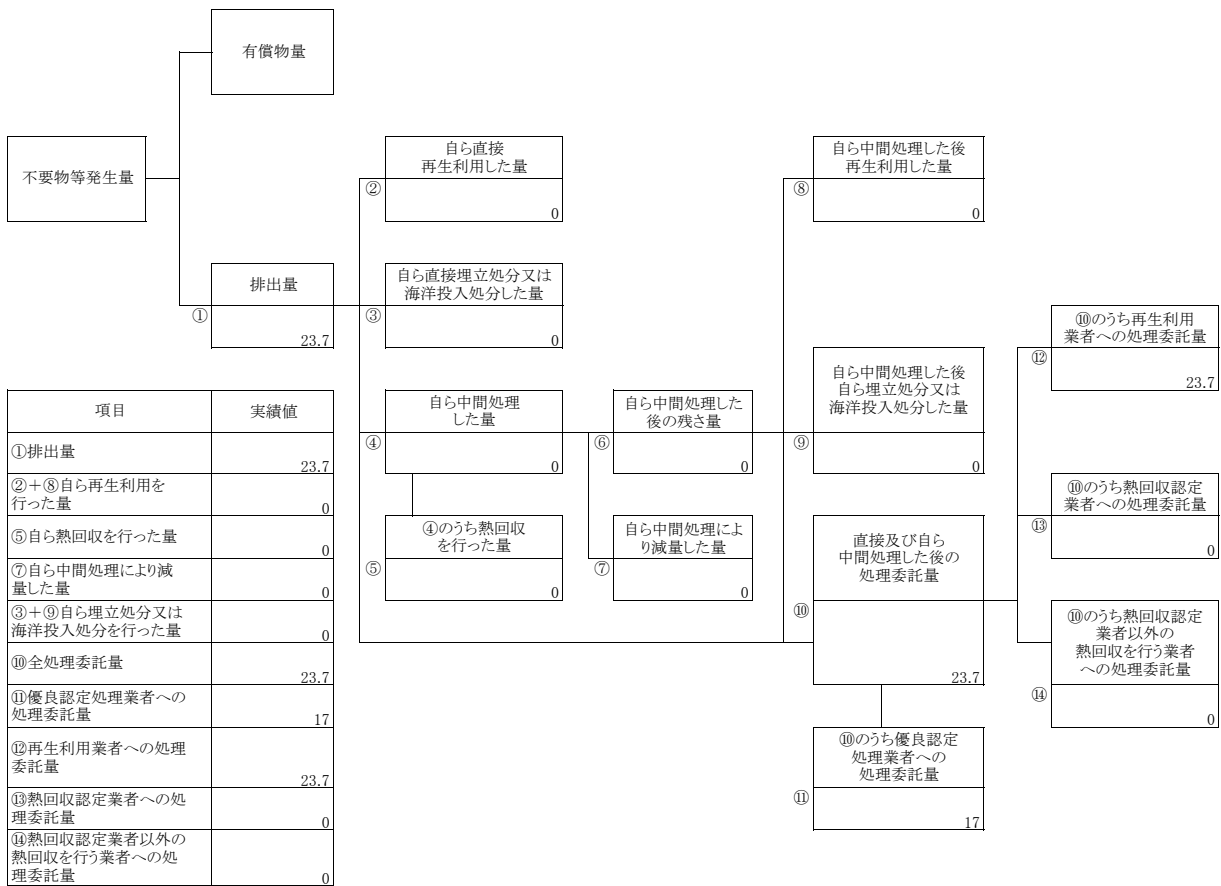 有償物量
不要物等発生量
自ら直接
再生利用した量
②
0
自ら中間処理した後
再生利用した量
⑧
0
排出量
①
23.7
自ら直接埋立処分又は
海洋投入処分した量
③
0
⑩のうち再生利用
業者への処理委託量
⑫
23.7
自ら中間処理
した量
④
0
自ら中間処理した
後の残さ量
⑥
0
自ら中間処理した後
自ら埋立処分又は
海洋投入処分した量
⑨
0
⑩のうち熱回収認定
業者への処理委託量
⑬
0
④のうち熱回収
を行った量
⑤
0
自ら中間処理によ
り減量した量
⑦
0
直接及び自ら
中間処理した後の
処理委託量
⑩
23.7
⑩のうち熱回収認定
業者以外の
熱回収を行う業者
への処理委託量
⑭
0
⑩のうち優良認定
処理業者への
処理委託量
⑪
17
項目 実績値
①排出量
23.7
②＋⑧自ら再生利用を
行った量
0
⑤自ら熱回収を行った量
0
⑦自ら中間処理により減
量した量
0
③＋⑨自ら埋立処分又は
海洋投入処分を行った量
0
⑩全処理委託量
23.7
⑪優良認定処理業者への
処理委託量
17
⑫再生利用業者への処理
委託量
23.7
⑬熱回収認定業者への処
理委託量
0
⑭熱回収認定業者以外の
熱回収を行う業者への処
理委託量
0